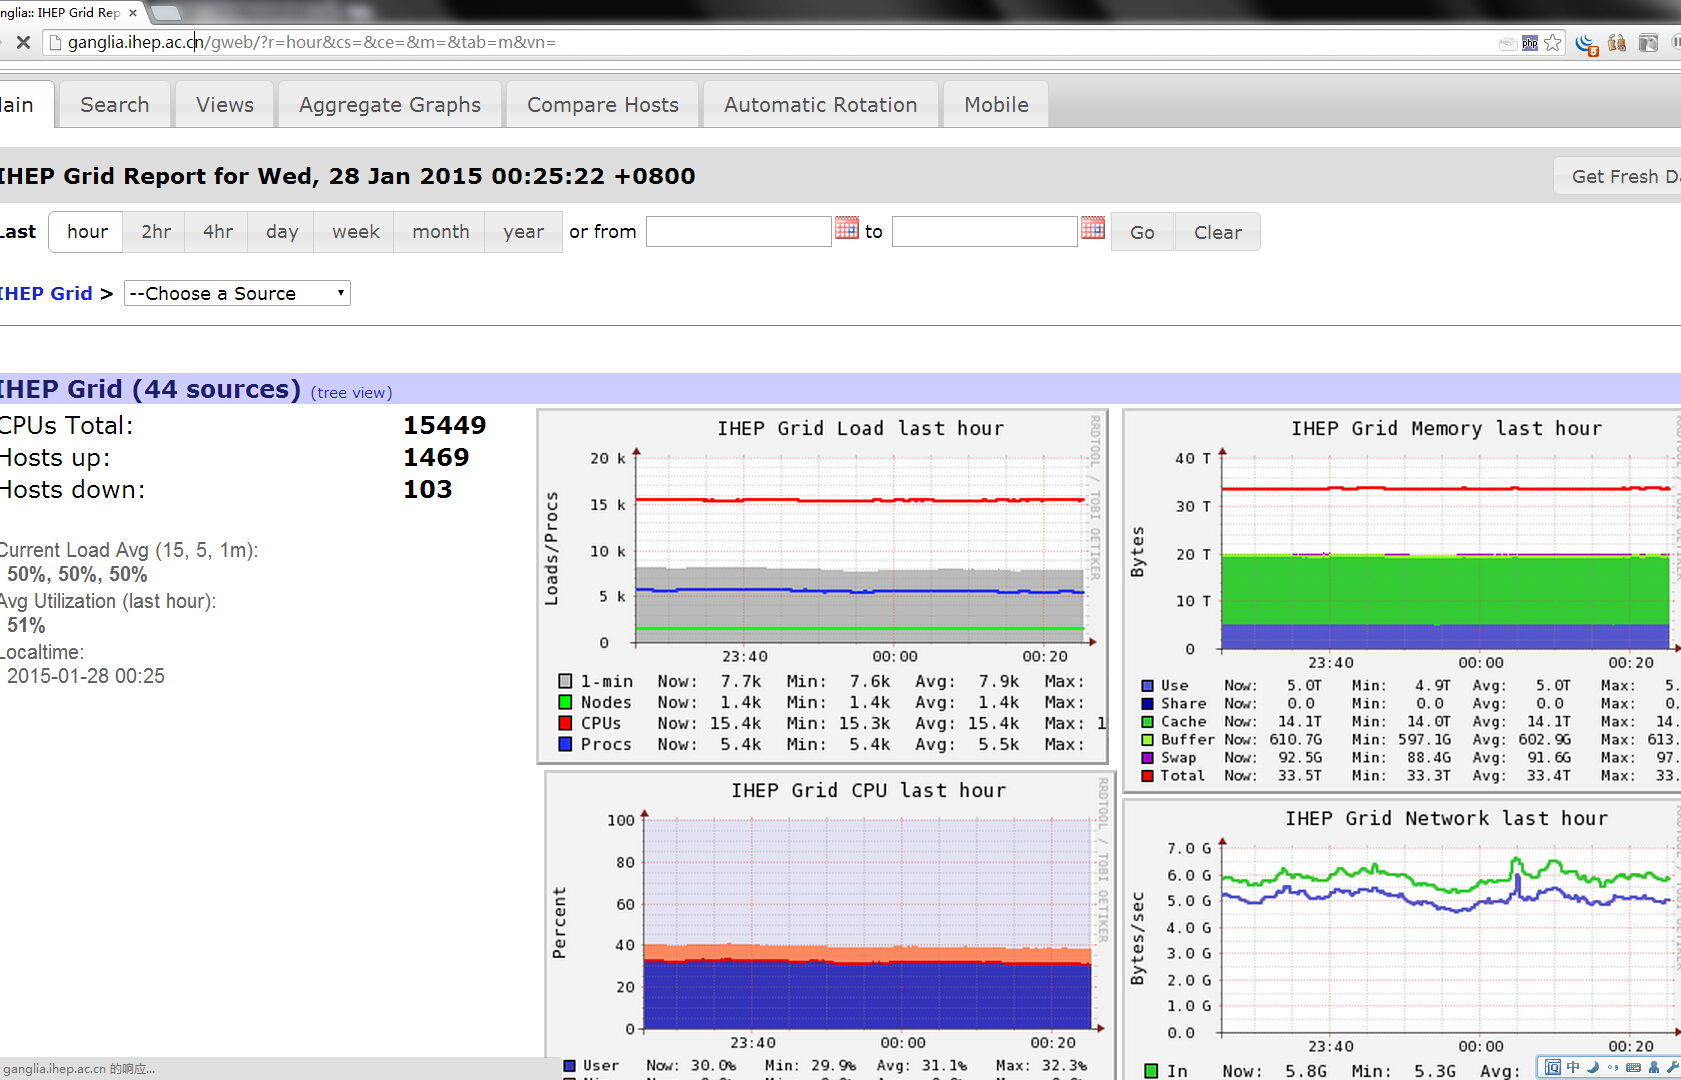 nglia:: IHEP Grid Rep
ganglia.ihep.ac.cn/gweb/?r=hour&cs=&ce=&m=&tab=m&vn=
php
ain Search Views Aggregate Graphs Compare Hosts Automatic Rotation Mobile
IHEP Grid Report for Wed, 28 Jan 2015 00:25:22 +0800
Get Fresh Da
Last hour 2hr 4hr day week month year or from to Go Clear
IHEP Grid > --Choose a Source
IHEP Grid (44 sources) (tree view)
CPUs Total: 15449
Hosts up: 1469
Hosts down: 103
Current Load Avg (15, 5, 1m):
50%, 50%, 50%
Avg Utilization (last hour):
51%
Localtime:
2015-01-28 00:25
IHEP Grid Load last hour
RRDTOOL / TOBI OETIKER
Loads/Procs
20 k
15 k
10 k
5 k
0
23:40 00:00 00:20
1-min Now: 7.7k Min: 7.6k Avg: 7.9k Max:
Nodes Now: 1.4k Min: 1.4k Avg: 1.4k Max:
CPUs Now: 15.4k Min: 15.3k Avg: 15.4k Max: 1
Procs Now: 5.4k Min: 5.4k Avg: 5.5k Max:
IHEP Grid Memory last hour
Bytes
40 T
30 T
20 T
10 T
0
23:40 00:00 00:20
Use Now: 5.0T Min: 4.9T Avg: 5.0T Max: 5.
Share Now: 0.0 Min: 0.0 Avg: 0.0 Max: 0.
Cache Now: 14.1T Min: 14.0T Avg: 14.1T Max: 14.
Buffer Now: 610.7G Min: 597.1G Avg: 602.9G Max: 613.
Swap Now: 92.5G Min: 88.4G Avg: 91.6G Max: 97.
Total Now: 33.5T Min: 33.3T Avg: 33.4T Max: 33.
IHEP Grid CPU last hour
RRDTOOL / TOBI OETIKER
Percent
100
80
60
40
20
0
23:40 00:00 00:20
User Now: 30.0% Min: 29.9% Avg: 31.1% Max: 32.3%
IHEP Grid Network last hour
Bytes/sec
7.0 G
6.0 G
5.0 G
4.0 G
3.0 G
2.0 G
1.0 G
0.0
23:40 00:00 00:20
In Now: 5.8G Min: 5.3G Avg:
ganglia.ihep.ac.cn 的响应...
中